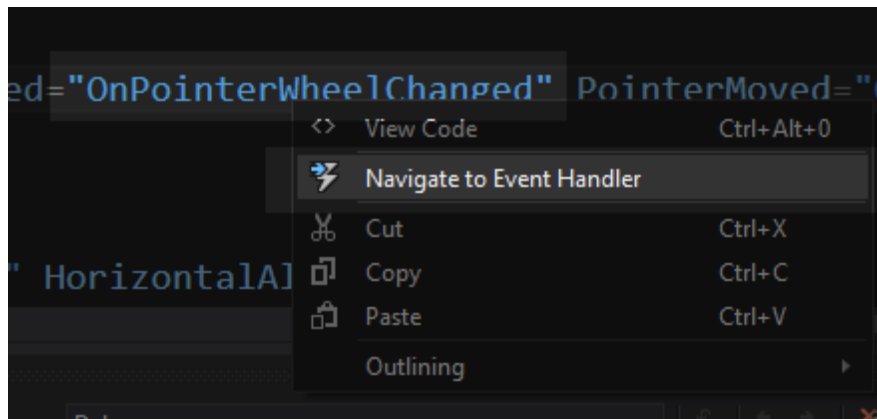 ed="OnPointerWheelChanged" PointerMoved="
View Code Ctrl+Alt+0
Navigate to Event Handler
Cut Ctrl+X
" HorizontalAl
Copy Ctrl+C
Paste Ctrl+V
Outlining